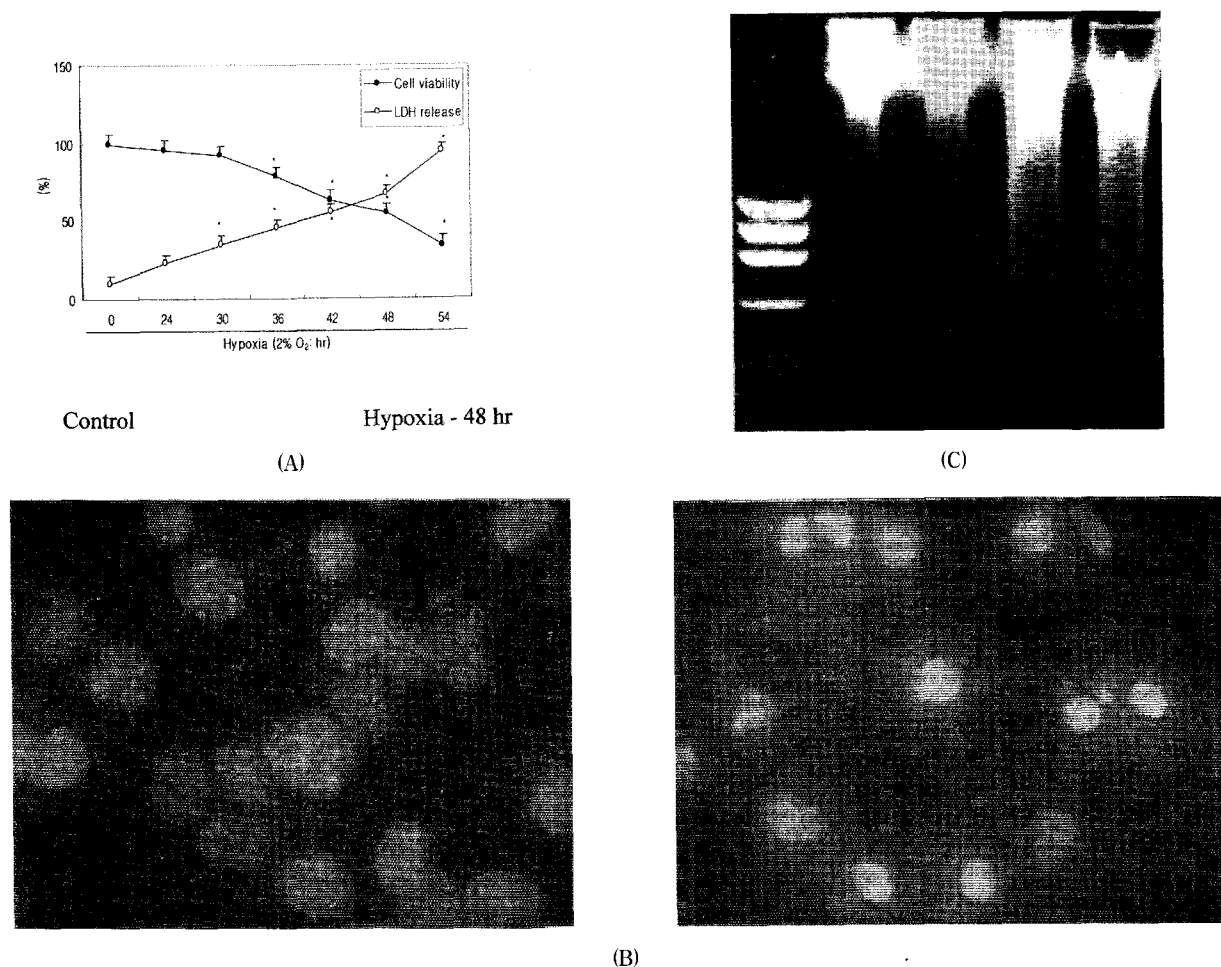 150
100
50
0
(%)
Cell viability
LDH release
0 24 30 36 42 48 54
Hypoxia (2% O₂: hr)
Control Hypoxia - 48 hr
(A)
(C)
(B)